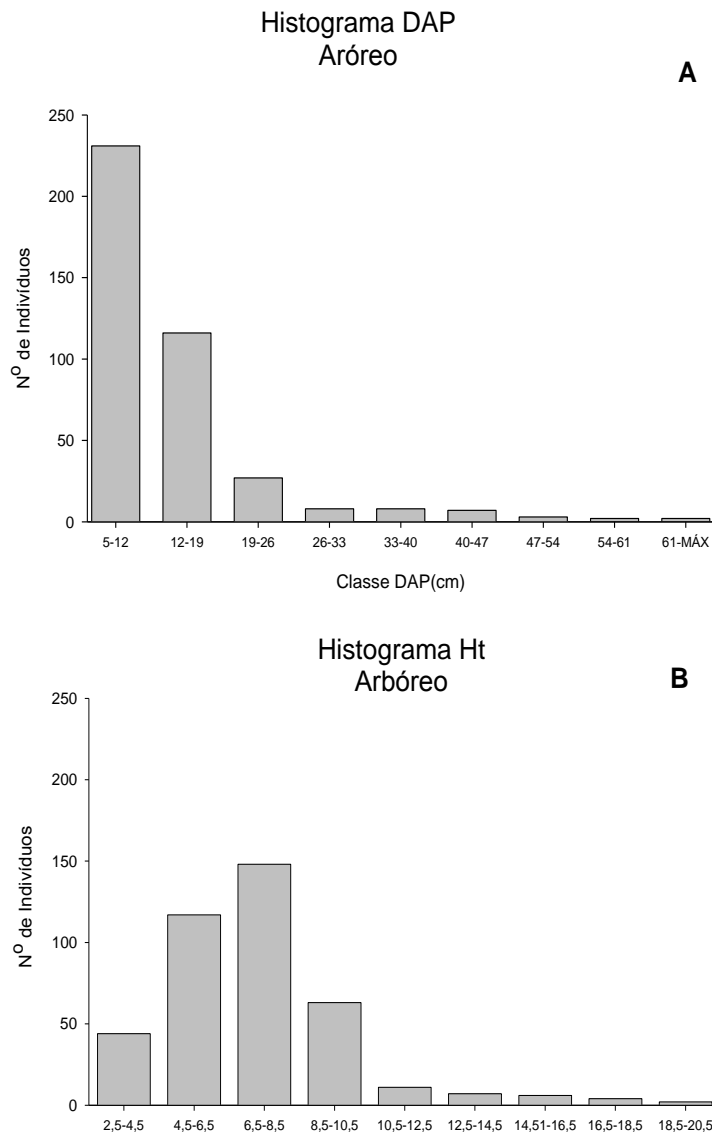 Histograma DAP
Aróreo
A
250
200
150
100
50
0
Nº de Indivíduos
5-12 12-19 19-26 26-33 33-40 40-47 47-54 54-61 61-MÁX
Classe DAP(cm)
Histograma Ht
Arbóreo
B
250
200
150
100
50
0
Nº de Indivíduos
2,5-4,5 4,5-6,5 6,5-8,5 8,5-10,5 10,5-12,5 12,5-14,5 14,51-16,5 16,5-18,5 18,5-20,5